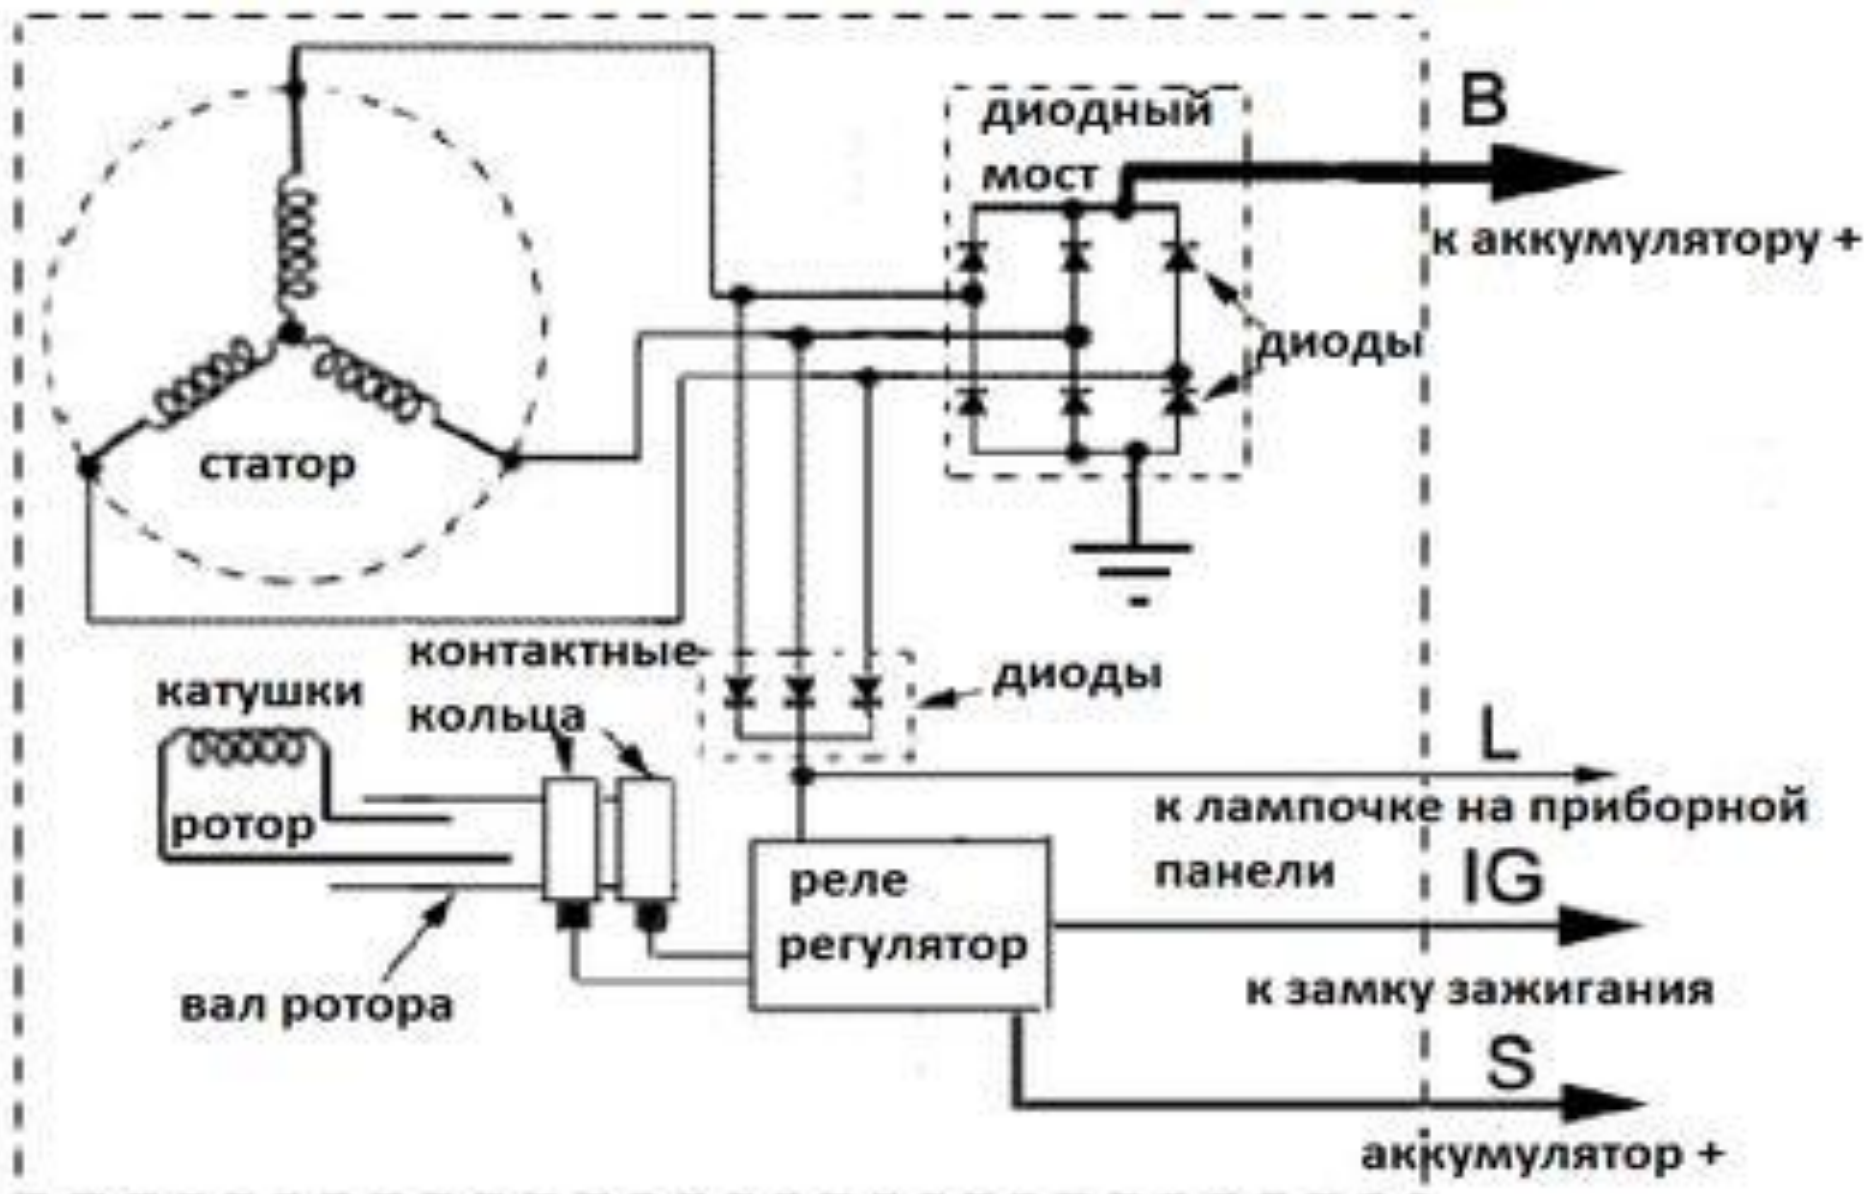 диодный
мост
B
к аккумулятору +
диоды
статор
-
контактные
кольца
диоды
катушки
ротор
L
к лампочке на приборной
панели
реле
регулятор
IG
к замку зажигания
вал ротора
S
аккумулятор +